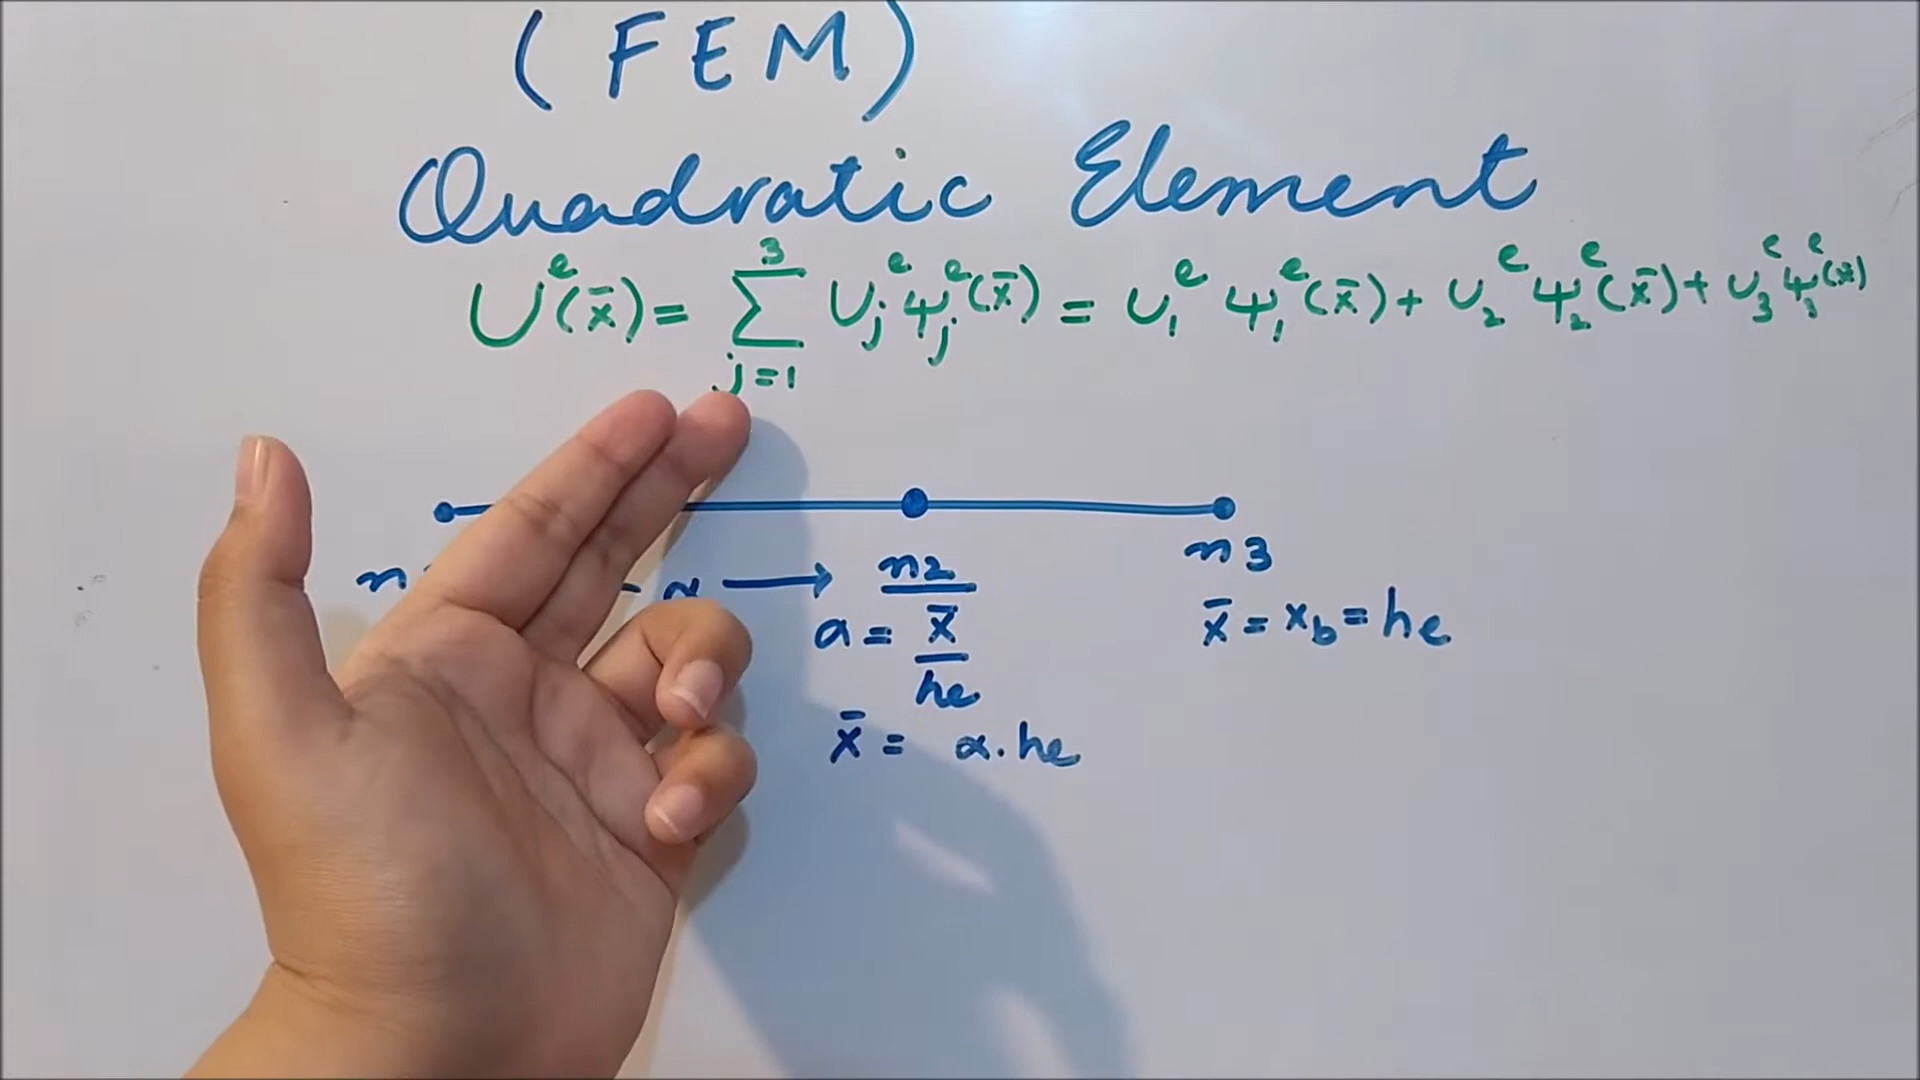 (FEM)
Quadratic Element
U^e(x̄) = Σ_{j=1}^{3} U_j^e ψ_j^e(x̄) = U_1^e ψ_1^e(x̄) + U_2^e ψ_2^e(x̄) + U_3^e ψ_3^e(x̄)
n α → n2 n3
α = x̄/he x̄ = x_b = he
x̄ = α.he